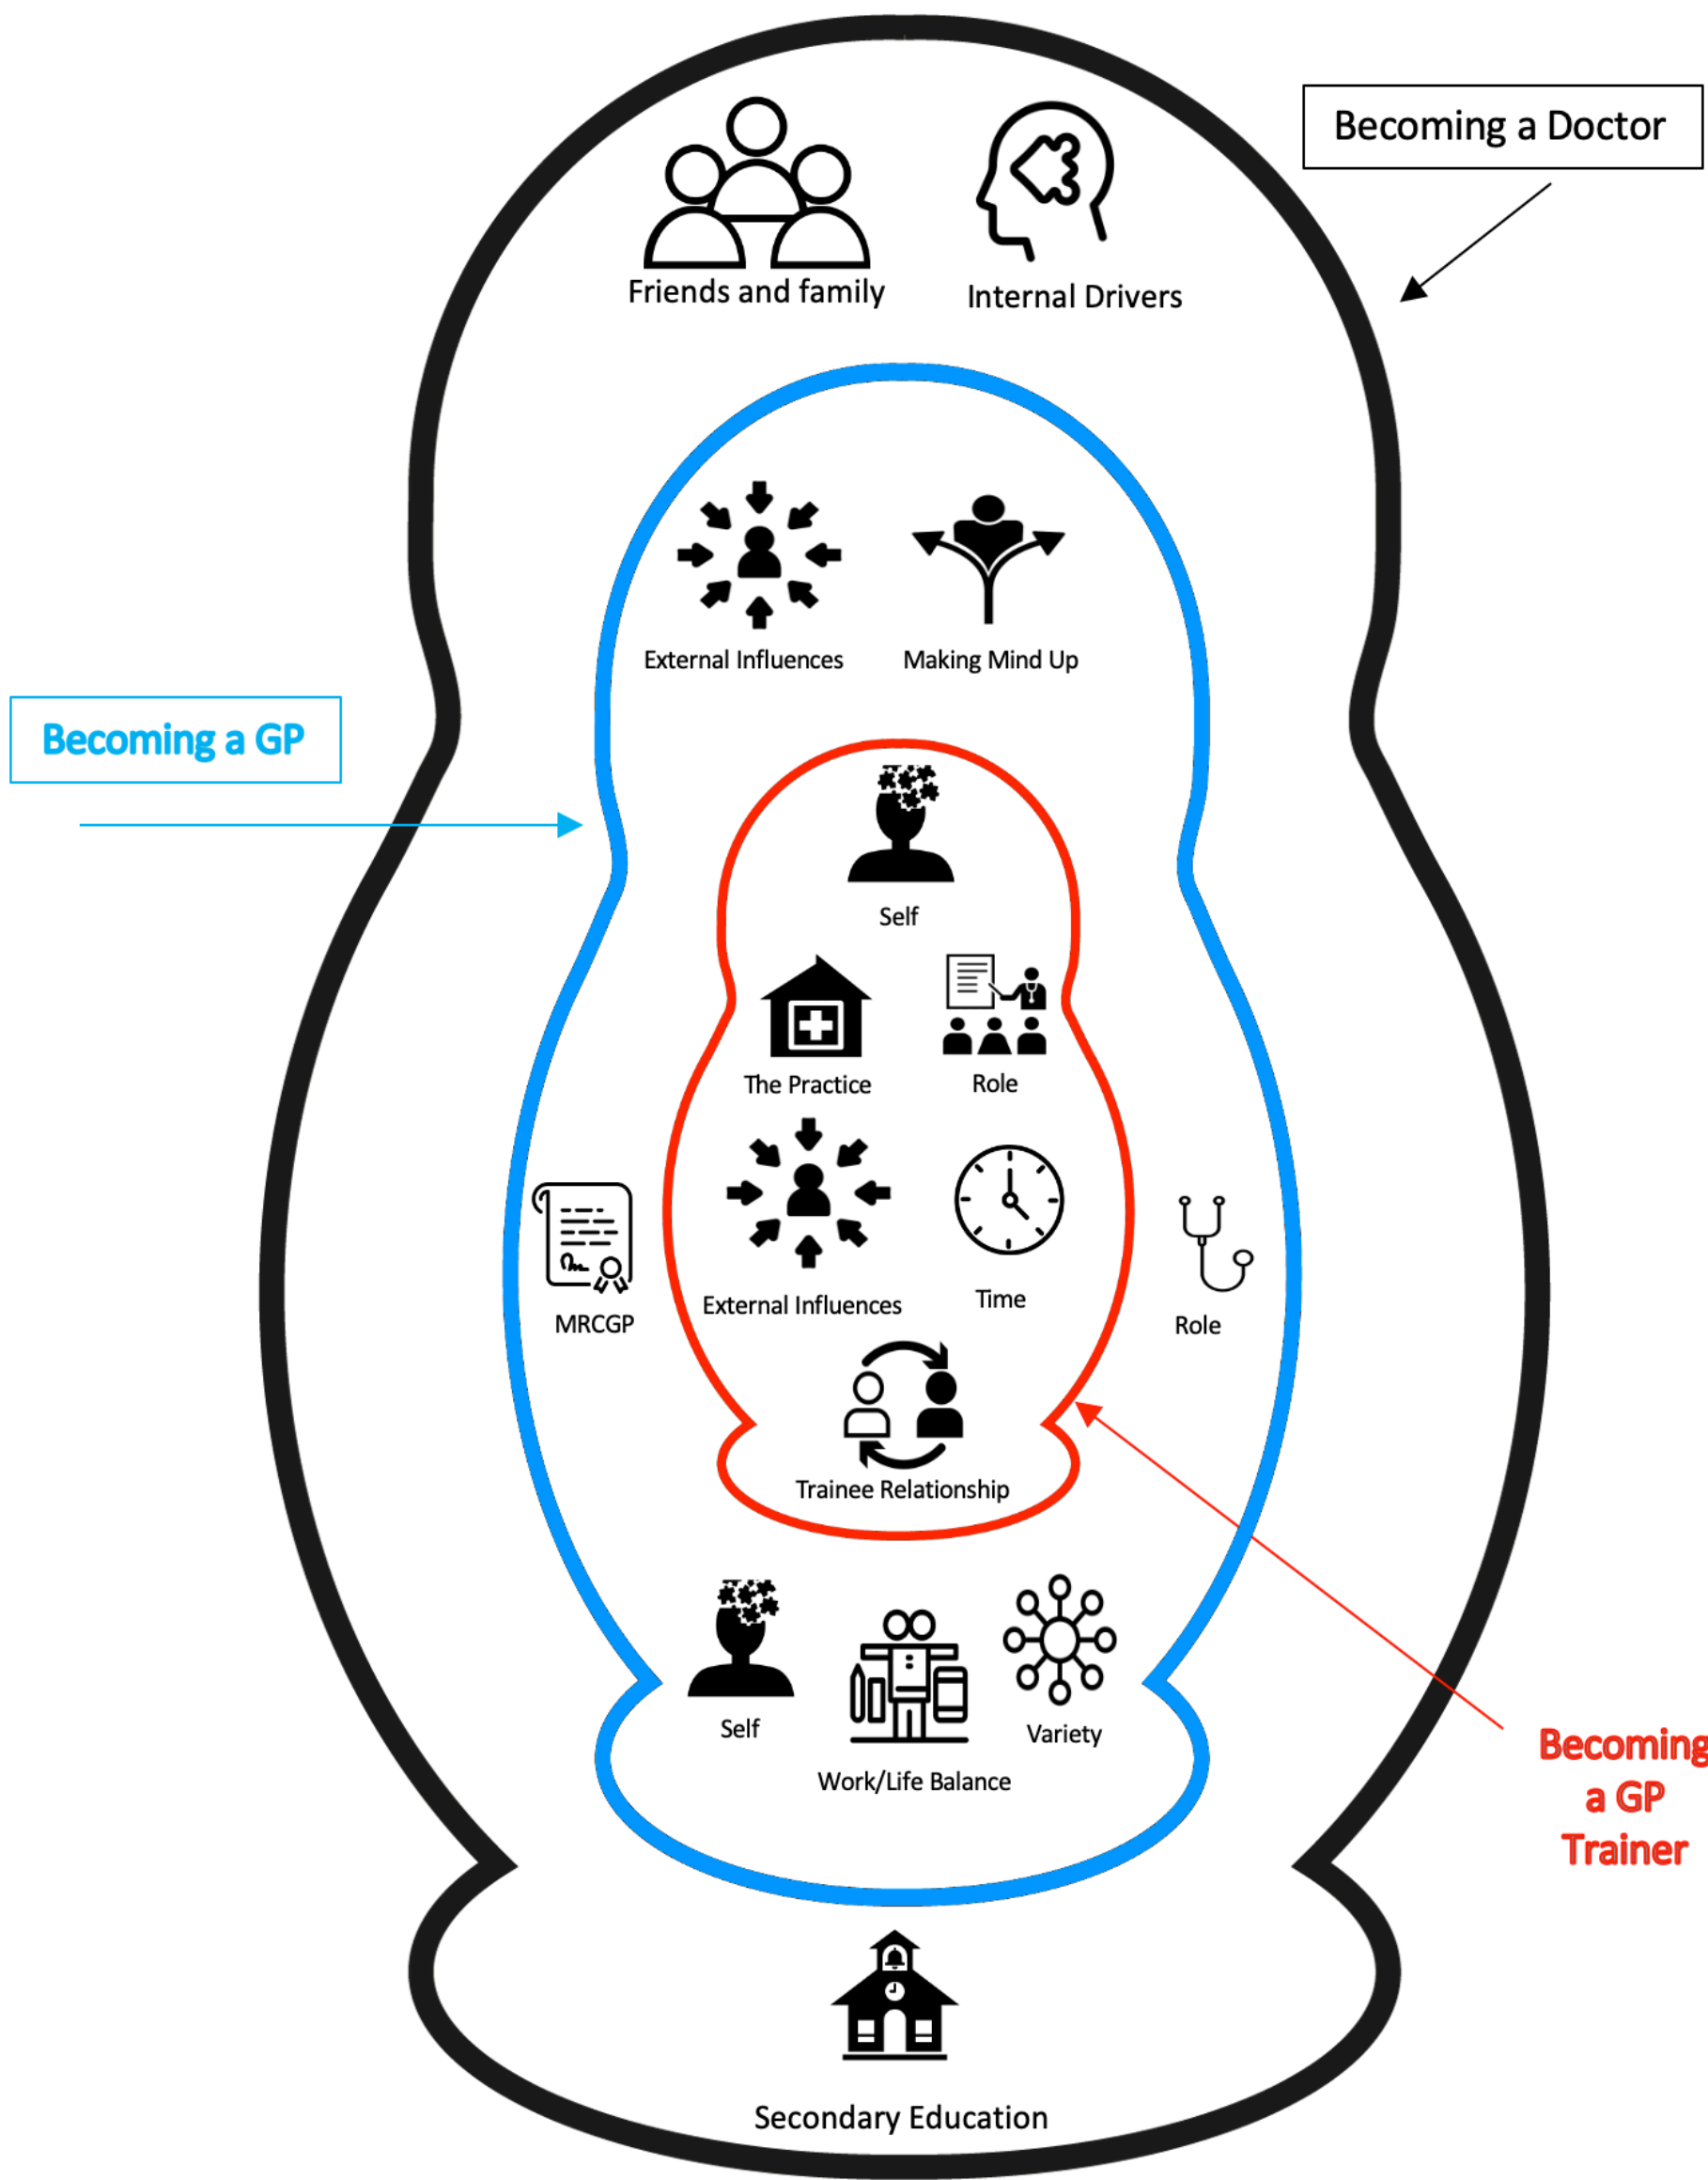 Becoming a Doctor
Friends and family
Internal Drivers
External Influences
Making Mind Up
Becoming a GP
Self
The Practice
Role
External Influences
Time
MRCGP
Role
Trainee Relationship
Self
Variety
Work/Life Balance
Becoming
a GP
Trainer
Secondary Education